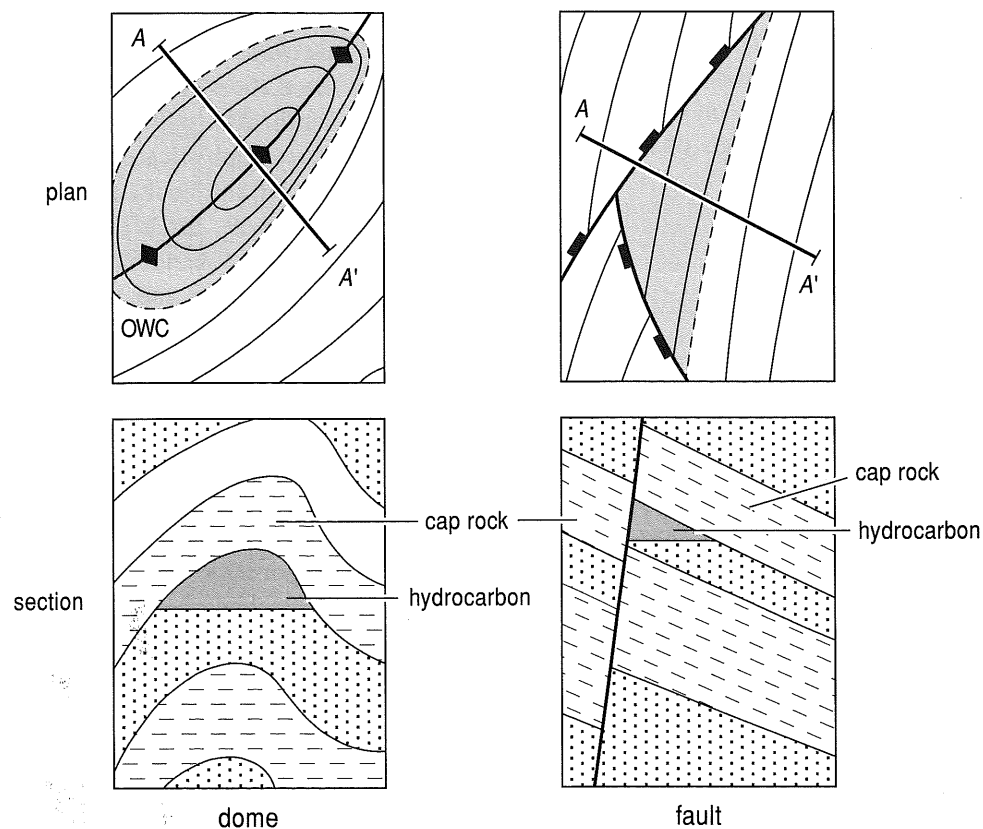 A
A
plan
A'
A'
OWC
cap rock
cap rock
hydrocarbon
section
hydrocarbon
dome
fault